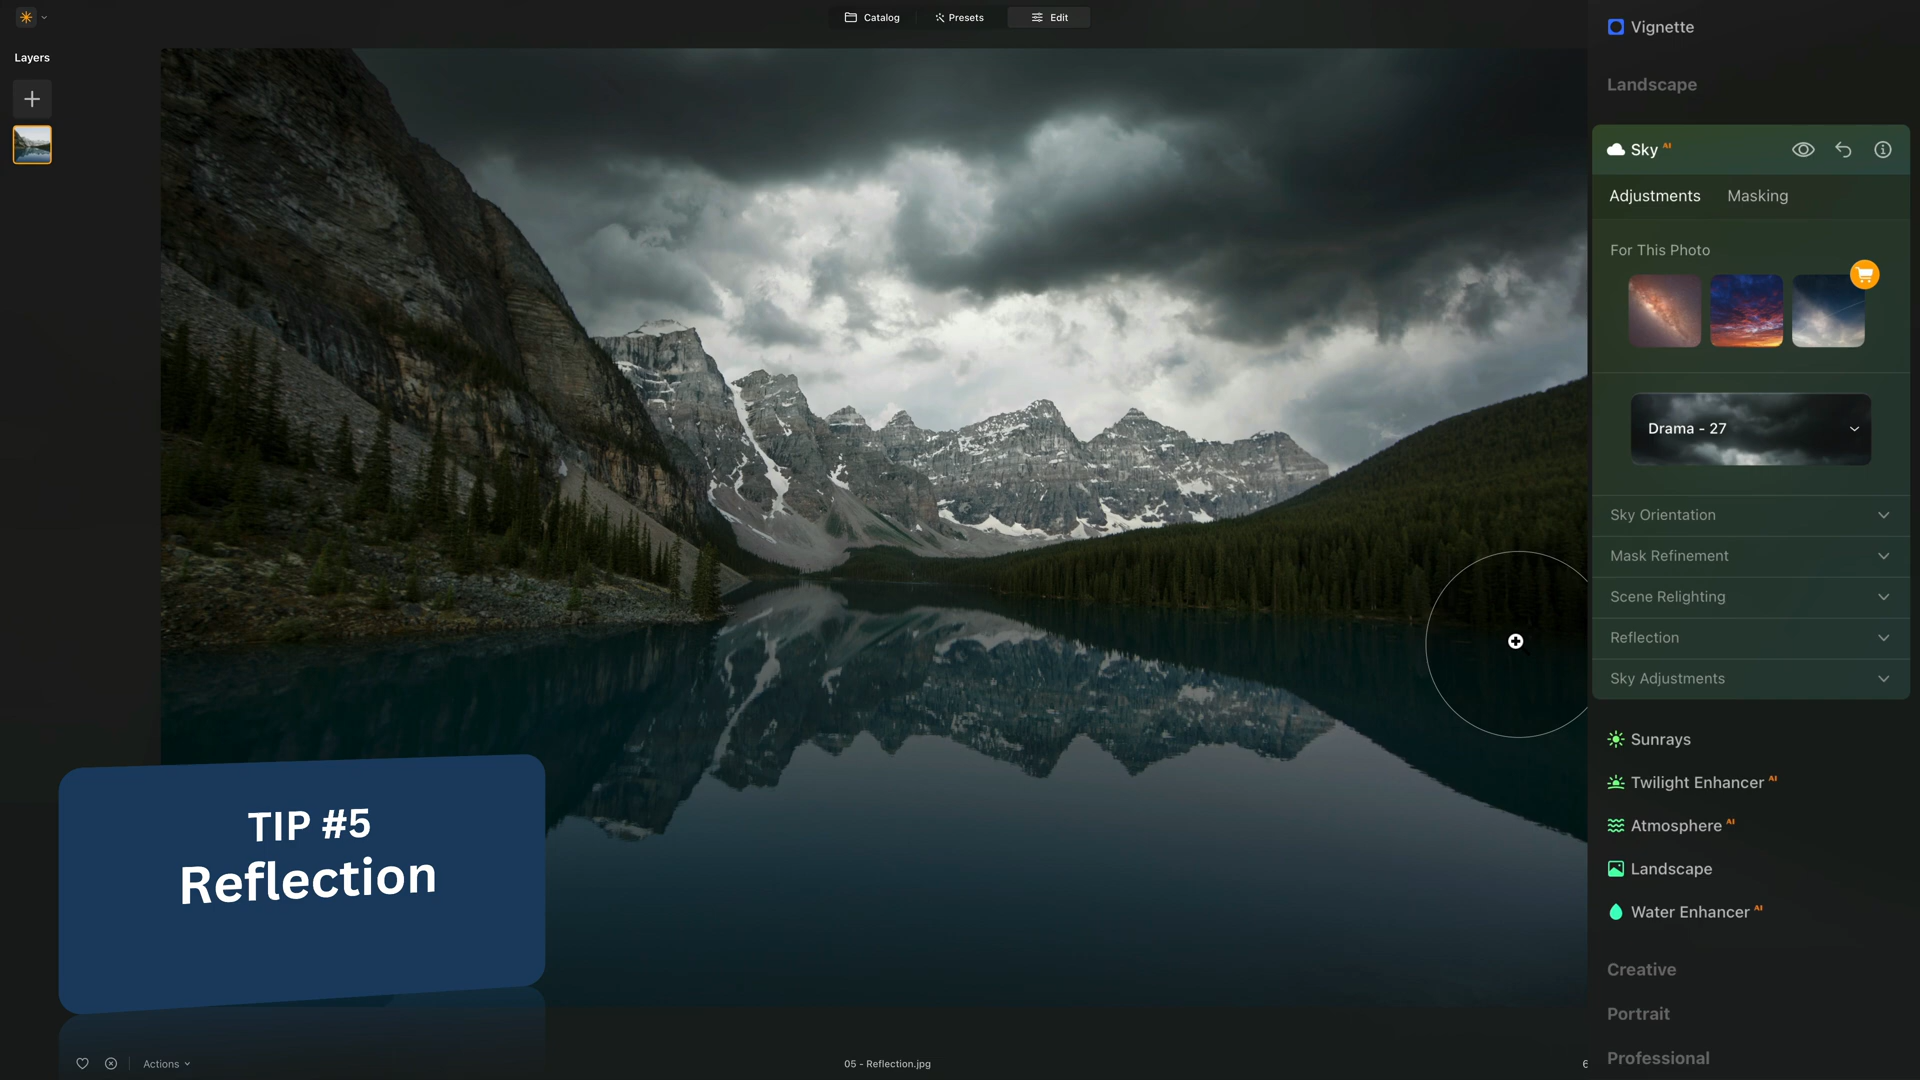 Catalog
Presets
Edit
Layers
Vignette
Landscape
Sky AI
Adjustments
Masking
For This Photo
Drama - 27
Sky Orientation
Mask Refinement
Scene Relighting
Reflection
Sky Adjustments
Sunrays
Twilight Enhancer AI
Atmosphere AI
Landscape
Water Enhancer AI
Creative
Portrait
Professional
TIP #5
Reflection
Actions
05 - Reflection.jpg